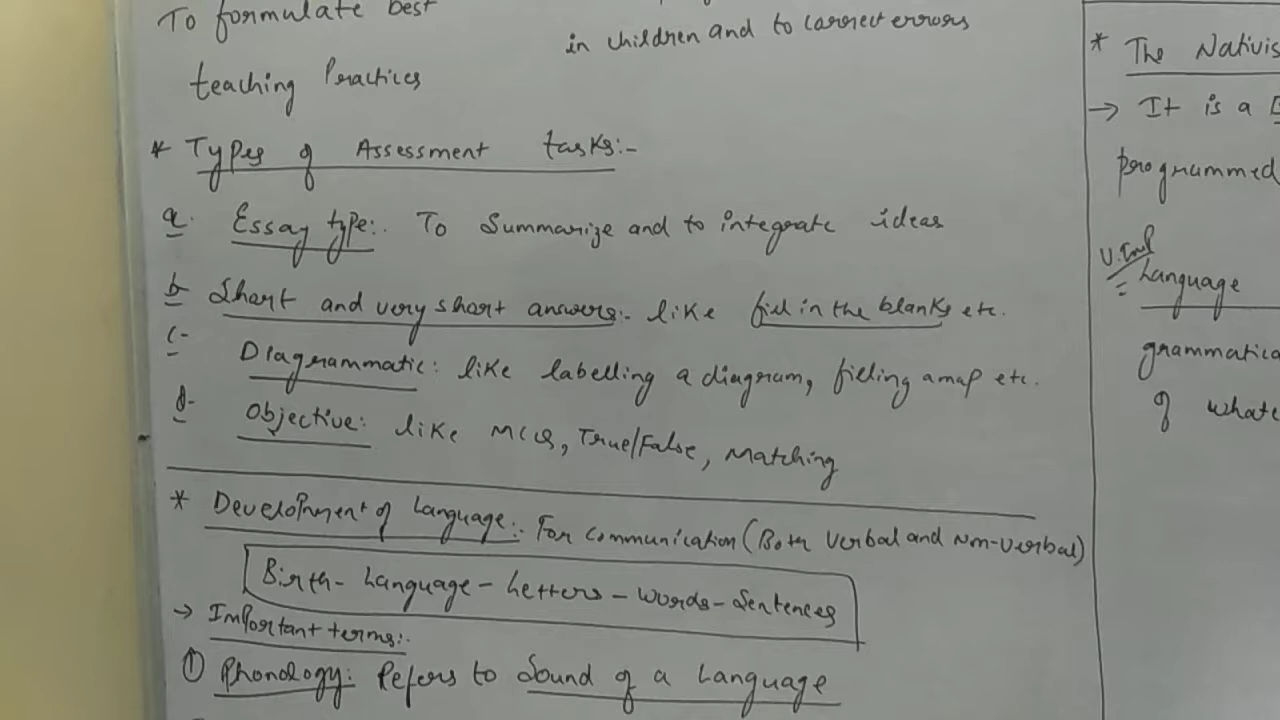 To formulate best
in children and to correct errors
teaching Practices
* Types of Assessment tasks:-
a. Essay type:- To Summarize and to integrate ideas
b Short and very short answers:- like fill in the blanks etc.
c- Diagrammatic: like labelling a diagram, filling a map etc.
d- Objective: like MCQ, True/False, Matching
* Development of Language:- For Communication (Both Verbal and Non-verbal)
Birth - Language - Letters - Words - Sentences
→ Important terms:-
① Phonology: Refers to Sound of a Language
* The Nativis
→ It is a
programmed
V.Imp
= Language
grammatica
of whate